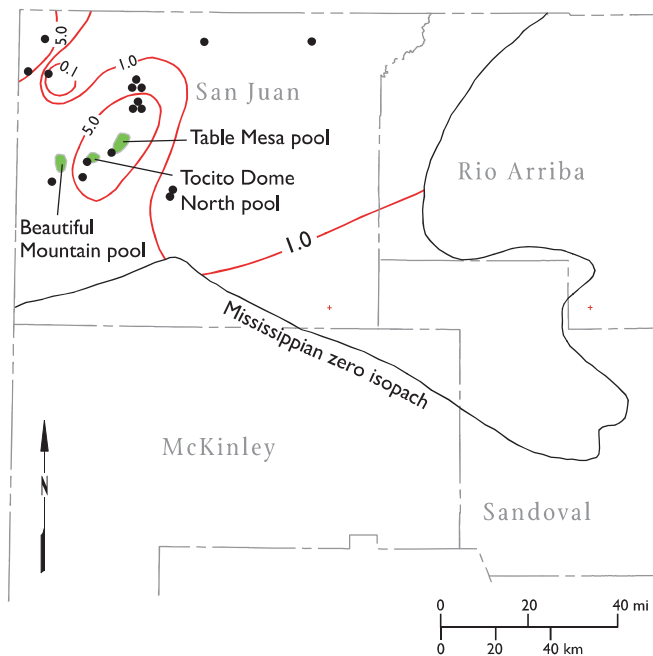 5.0
0.1
1.0
San Juan
5.0
Table Mesa pool
Rio Arriba
Tocito Dome
North pool
Beautiful
Mountain pool
1.0
Mississippian zero isopach
McKinley
N
Sandoval
0 20 40 mi
0 20 40 km